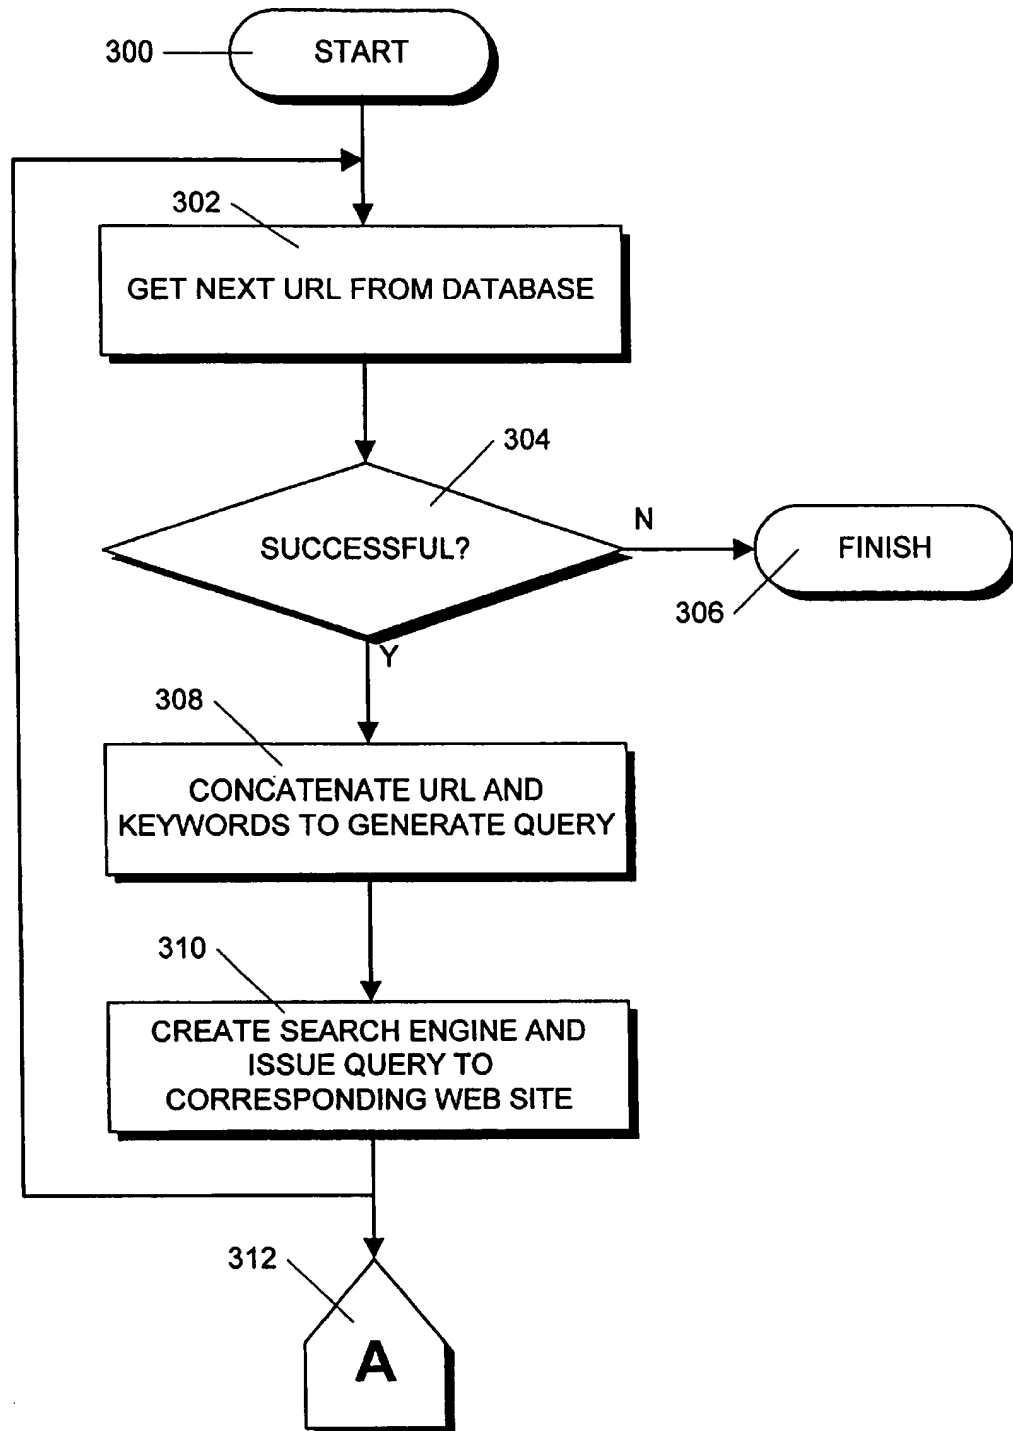 300
START
302
GET NEXT URL FROM DATABASE
304
SUCCESSFUL?
N
FINISH
306
Y
308
CONCATENATE URL AND
KEYWORDS TO GENERATE QUERY
310
CREATE SEARCH ENGINE AND
ISSUE QUERY TO
CORRESPONDING WEB SITE
312
A